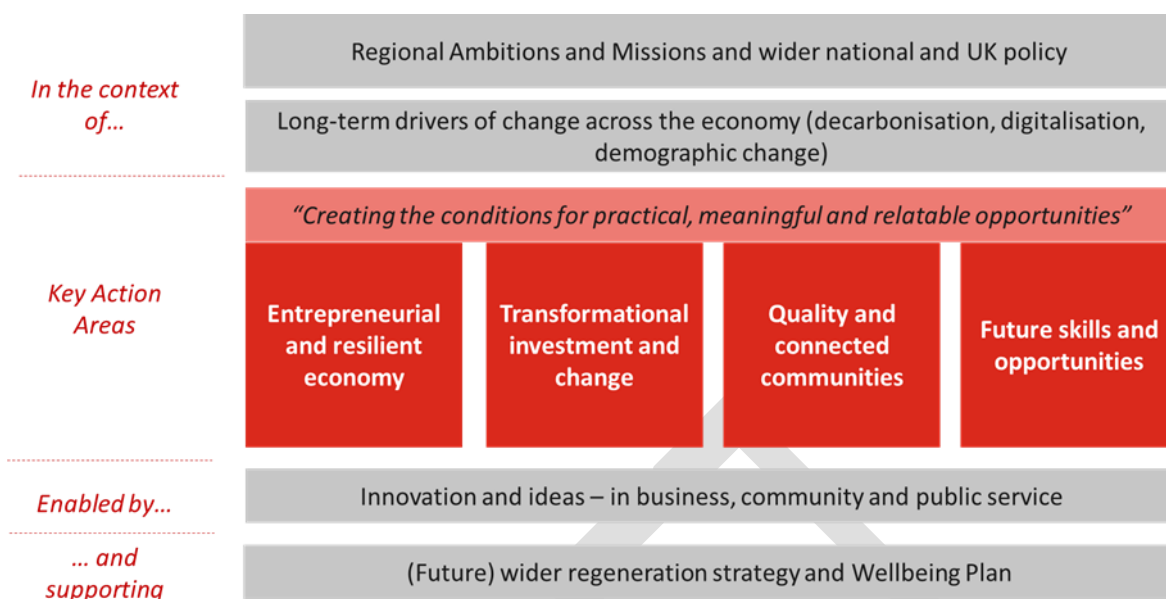 Regional Ambitions and Missions and wider national and UK policy
In the context
of…
Long-term drivers of change across the economy (decarbonisation, digitalisation,
demographic change)
“Creating the conditions for practical, meaningful and relatable opportunities”
Key Action
Areas
Entrepreneurial
and resilient
economy
Transformational
investment and
change
Quality and
connected
communities
Future skills and
opportunities
Enabled by…
Innovation and ideas – in business, community and public service
… and
supporting
(Future) wider regeneration strategy and Wellbeing Plan